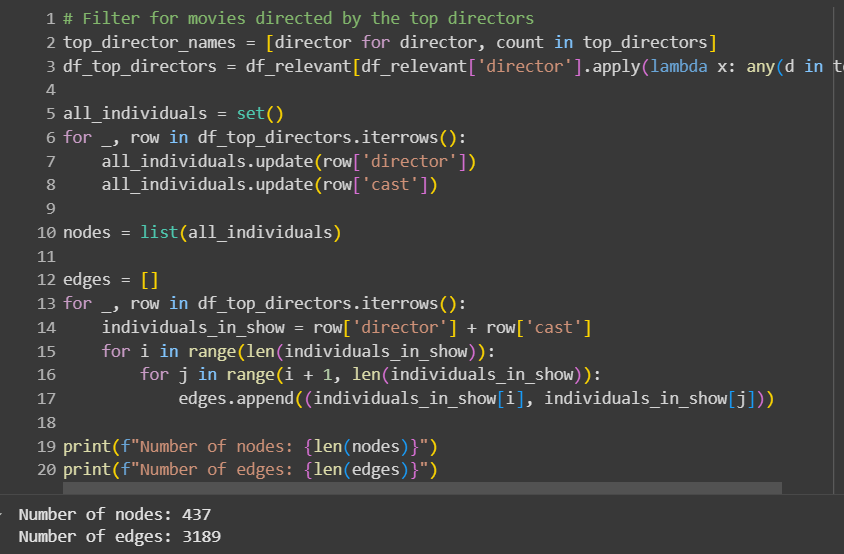 1 # Filter for movies directed by the top directors
2 top_director_names = [director for director, count in top_directors]
3 df_top_directors = df_relevant[df_relevant['director'].apply(lambda x: any(d in t
4
5 all_individuals = set()
6 for _, row in df_top_directors.iterrows():
7     all_individuals.update(row['director'])
8     all_individuals.update(row['cast'])
9
10 nodes = list(all_individuals)
11
12 edges = []
13 for _, row in df_top_directors.iterrows():
14     individuals_in_show = row['director'] + row['cast']
15     for i in range(len(individuals_in_show)):
16         for j in range(i + 1, len(individuals_in_show)):
17             edges.append((individuals_in_show[i], individuals_in_show[j]))
18
19 print(f"Number of nodes: {len(nodes)}")
20 print(f"Number of edges: {len(edges)}")
Number of nodes: 437
Number of edges: 3189